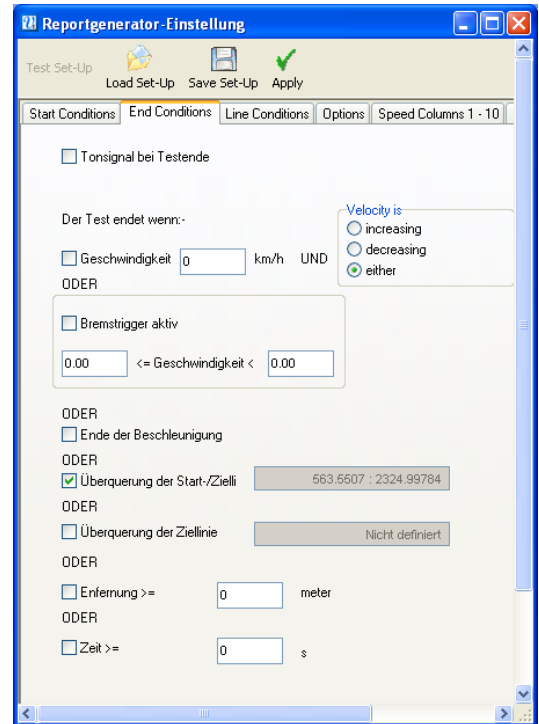 Reportgenerator-Einstellung
Test Set-Up
Load Set-Up Save Set-Up Apply
Start Conditions End Conditions Line Conditions Options Speed Columns 1 - 10
Tonsignal bei Testende
Der Test endet wenn:-
Velocity is
increasing
decreasing
either
Geschwindigkeit 0 km/h UND
ODER
Bremstrigger aktiv
0.00 <= Geschwindigkeit < 0.00
ODER
Ende der Beschleunigung
ODER
Überquerung der Start-/Zielli 563.5507 : 2324.99784
ODER
Überquerung der Ziellinie Nicht definiert
ODER
Enfernung >= 0 meter
ODER
Zeit >= 0 s